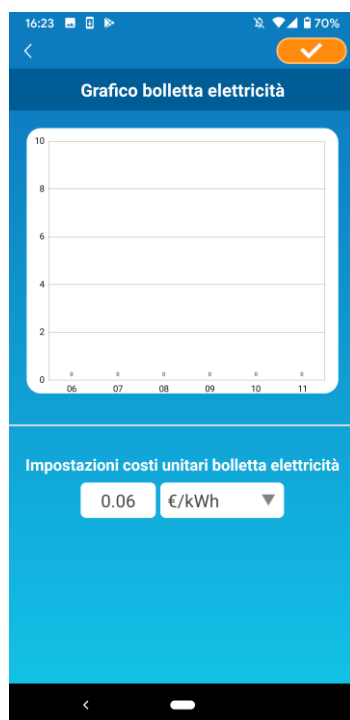 16:23 70%
Grafico bolletta elettricità
10
8
6
4
2
0
0 0 0 0 0 0
06 07 08 09 10 11
Impostazioni costi unitari bolletta elettricità
0.06 €/kWh